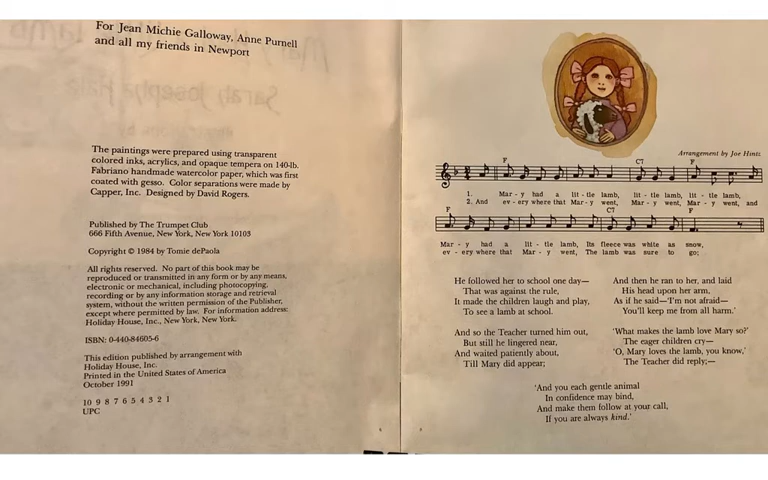 For Jean Michie Galloway, Anne Purnell
and all my friends in Newport
The paintings were prepared using transparent
colored inks, acrylics, and opaque tempera on 140-lb.
Fabriano handmade watercolor paper, which was first
coated with gesso. Color separations were made by
Capper, Inc. Designed by David Rogers.
Published by The Trumpet Club
666 Fifth Avenue, New York, New York 10103
Copyright © 1984 by Tomie dePaola
All rights reserved. No part of this book may be
reproduced or transmitted in any form or by any means,
electronic or mechanical, including photocopying,
recording or by any information storage and retrieval
system, without the written permission of the Publisher,
except where permitted by law. For information address:
Holiday House, Inc., New York, New York.
ISBN: 0-440-84605-6
This edition published by arrangement with
Holiday House, Inc.
Printed in the United States of America
October 1991
10 9 8 7 6 5 4 3 2 1
UPC
Arrangement by Joe Hintz
F C7 F
1. Mar - y had a lit - tle lamb, lit - tle lamb, lit - tle lamb,
2. And ev - ery where that Mar - y went, Mar - y went, Mar - y went, and
F C7 F
Mar - y had a lit - tle lamb, Its fleece was white as snow,
ev - ery where that Mar - y went, The lamb was sure to go;
He followed her to school one day—
That was against the rule,
It made the children laugh and play,
To see a lamb at school.
And so the Teacher turned him out,
But still he lingered near,
And waited patiently about,
Till Mary did appear;
And then he ran to her, and laid
His head upon her arm,
As if he said—'I'm not afraid—
You'll keep me from all harm.'
'What makes the lamb love Mary so?'
The eager children cry—
'O, Mary loves the lamb, you know,'
The Teacher did reply;—
'And you each gentle animal
In confidence may bind,
And make them follow at your call,
If you are always kind.'